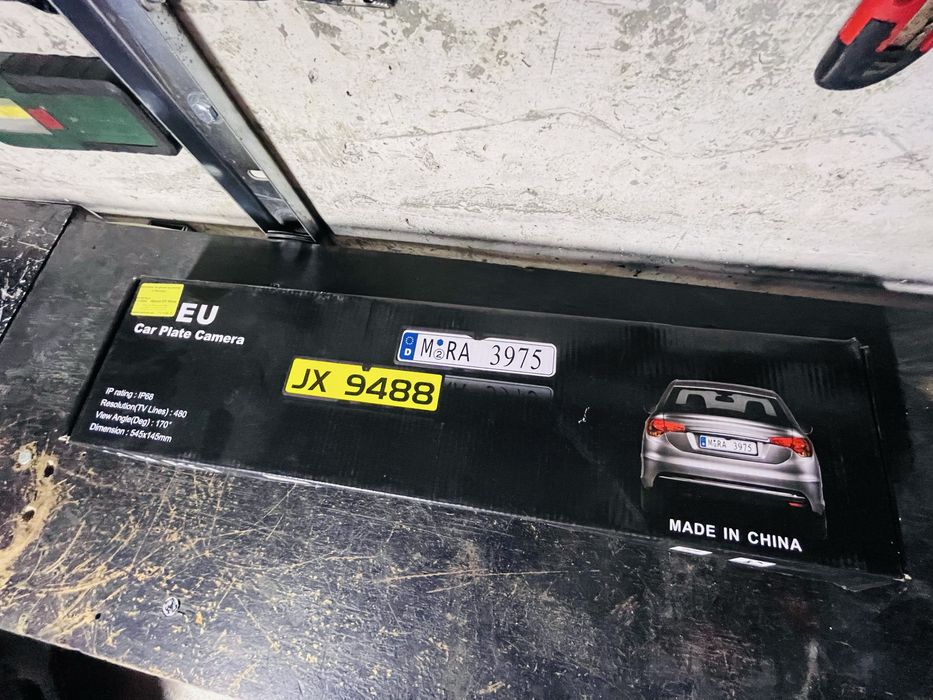 EU
Car Plate Camera
IP rating : IP68
Resolution(TV Lines) : 480
View Angle(Deg) : 170°
Dimension : 545x145mm
D M 2 RA 3975
JX 9488
M RA 3975
MADE IN CHINA